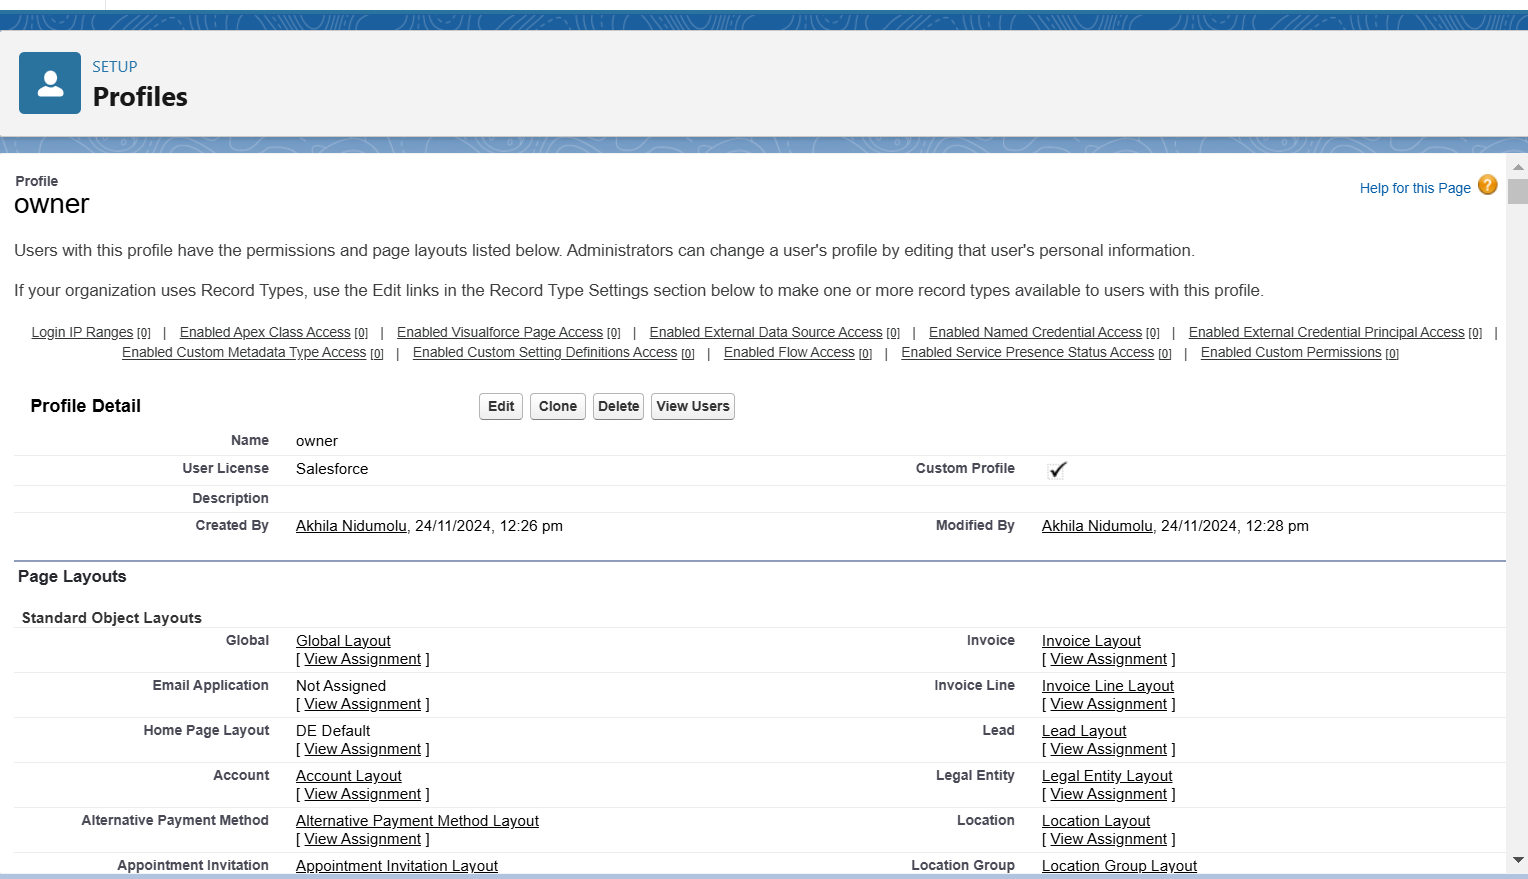 SETUP
Profiles
Profile
owner
Help for this Page ?
Users with this profile have the permissions and page layouts listed below. Administrators can change a user's profile by editing that user's personal information.
If your organization uses Record Types, use the Edit links in the Record Type Settings section below to make one or more record types available to users with this profile.
Login IP Ranges [0] | Enabled Apex Class Access [0] | Enabled Visualforce Page Access [0] | Enabled External Data Source Access [0] | Enabled Named Credential Access [0] | Enabled External Credential Principal Access [0] |
Enabled Custom Metadata Type Access [0] | Enabled Custom Setting Definitions Access [0] | Enabled Flow Access [0] | Enabled Service Presence Status Access [0] | Enabled Custom Permissions [0]
Profile Detail Edit Clone Delete View Users
Name owner
User License Salesforce Custom Profile
Description
Created By Akhila Nidumolu, 24/11/2024, 12:26 pm Modified By Akhila Nidumolu, 24/11/2024, 12:28 pm
Page Layouts
Standard Object Layouts
Global Global Layout Invoice Invoice Layout
[ View Assignment ] [ View Assignment ]
Email Application Not Assigned Invoice Line Invoice Line Layout
[ View Assignment ] [ View Assignment ]
Home Page Layout DE Default Lead Lead Layout
[ View Assignment ] [ View Assignment ]
Account Account Layout Legal Entity Legal Entity Layout
[ View Assignment ] [ View Assignment ]
Alternative Payment Method Alternative Payment Method Layout Location Location Layout
[ View Assignment ] [ View Assignment ]
Appointment Invitation Appointment Invitation Layout Location Group Location Group Layout